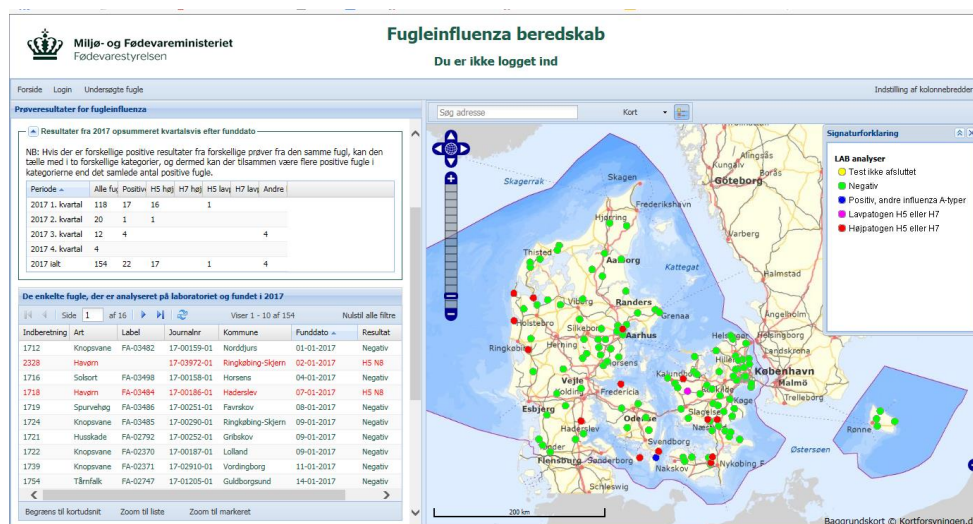 Miljø- og Fødevareministeriet
Fødevarestyrelsen
Fugleinfluenza beredskab
Du er ikke logget ind
Forside Login Undersøgte fugle
Indstilling af kolonnebredder
Prøveresultater for fugleinfluenza
Resultater fra 2017 opsummeret kvartalsvis efter funddato
NB: Hvis der er forskellige positive resultater fra forskellige prøver fra den samme fugl, kan den
tælle med i to forskellige kategorier, og dermed kan der tilsammen være flere positive fugle i
kategorierne end det samlede antal positive fugle.
Periode Alle fug Positive H5 højp H7 højp H5 lavp H7 lavp Andre
2017 1. kvartal 118 17 16 1
2017 2. kvartal 20 1 1
2017 3. kvartal 12 4 4
2017 4. kvartal 4
2017 ialt 154 22 17 1 4
De enkelte fugle, der er analyseret på laboratoriet og fundet i 2017
Side 1 af 16 Viser 1 - 10 af 154 Nulstil alle filtre
Indberetning Art Label Journalnr Kommune Funddato Resultat
1712 Knopsvane FA-03482 17-00159-01 Norddjurs 01-01-2017 Negativ
2328 Havørn 17-03972-01 Ringkøbing-Skjern 02-01-2017 H5 N8
1716 Solsort FA-03498 17-00158-01 Horsens 04-01-2017 Negativ
1718 Havørn FA-03484 17-00186-01 Haderslev 07-01-2017 H5 N8
1719 Spurvehøg FA-03486 17-00251-01 Favrskov 08-01-2017 Negativ
1724 Knopsvane FA-03485 17-00290-01 Ringkøbing-Skjern 09-01-2017 Negativ
1721 Husskade FA-02792 17-00252-01 Gribskov 09-01-2017 Negativ
1722 Knopsvane FA-02370 17-00187-01 Lolland 09-01-2017 Negativ
1739 Knopsvane FA-02371 17-02910-01 Vordingborg 11-01-2017 Negativ
1754 Tårnfalk FA-02747 17-01205-01 Guldborgsund 14-01-2017 Negativ
Begræns til kortudsnit Zoom til liste Zoom til markeret
Søg adresse Kort
Signaturforklaring
LAB analyser
Test ikke afsluttet
Negativ
Positiv, andre influenza A-typer
Lavpatogen H5 eller H7
Højpatogen H5 eller H7
Kungälv
Alingsås
Borås
Göteborg
Skagerrak
Skagen
Frederikshavn
Hjørring
Varberg
Thisted
Aalborg
Kattegat
Halmstad
Viborg
Randers
Grenaa
Holstebro
Silkeborg
Aarhus
Ängelholm
Helsingør
Helsingborg
Ringkøbing
Herning
Horsens
Landskrona
Hillerød
Kalundborg
København
Vejle
Kolding
Fredericia
Roskilde
Malmö
Køge
Trelleborg
Esbjerg
Slagelse
Odense
Haderslev
Næstved
Svendborg
Rønne
Tønder
Østersøen
Flensburg
Sønderborg
Nakskov
Nykøbing F
Schleswig
200 km
Baggrundskort © Kortforsyningen.d